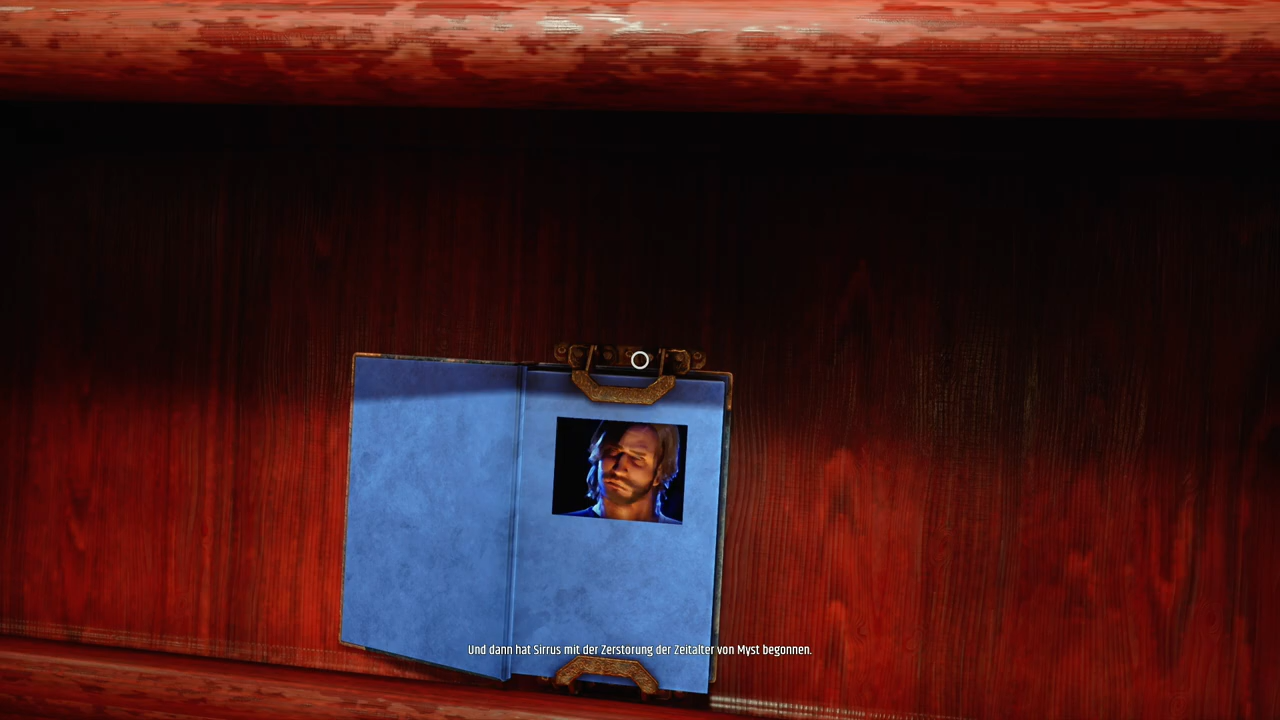 Und dann hat Sirrus mit der Zerstorung der Zeitalter von Myst begonnen.